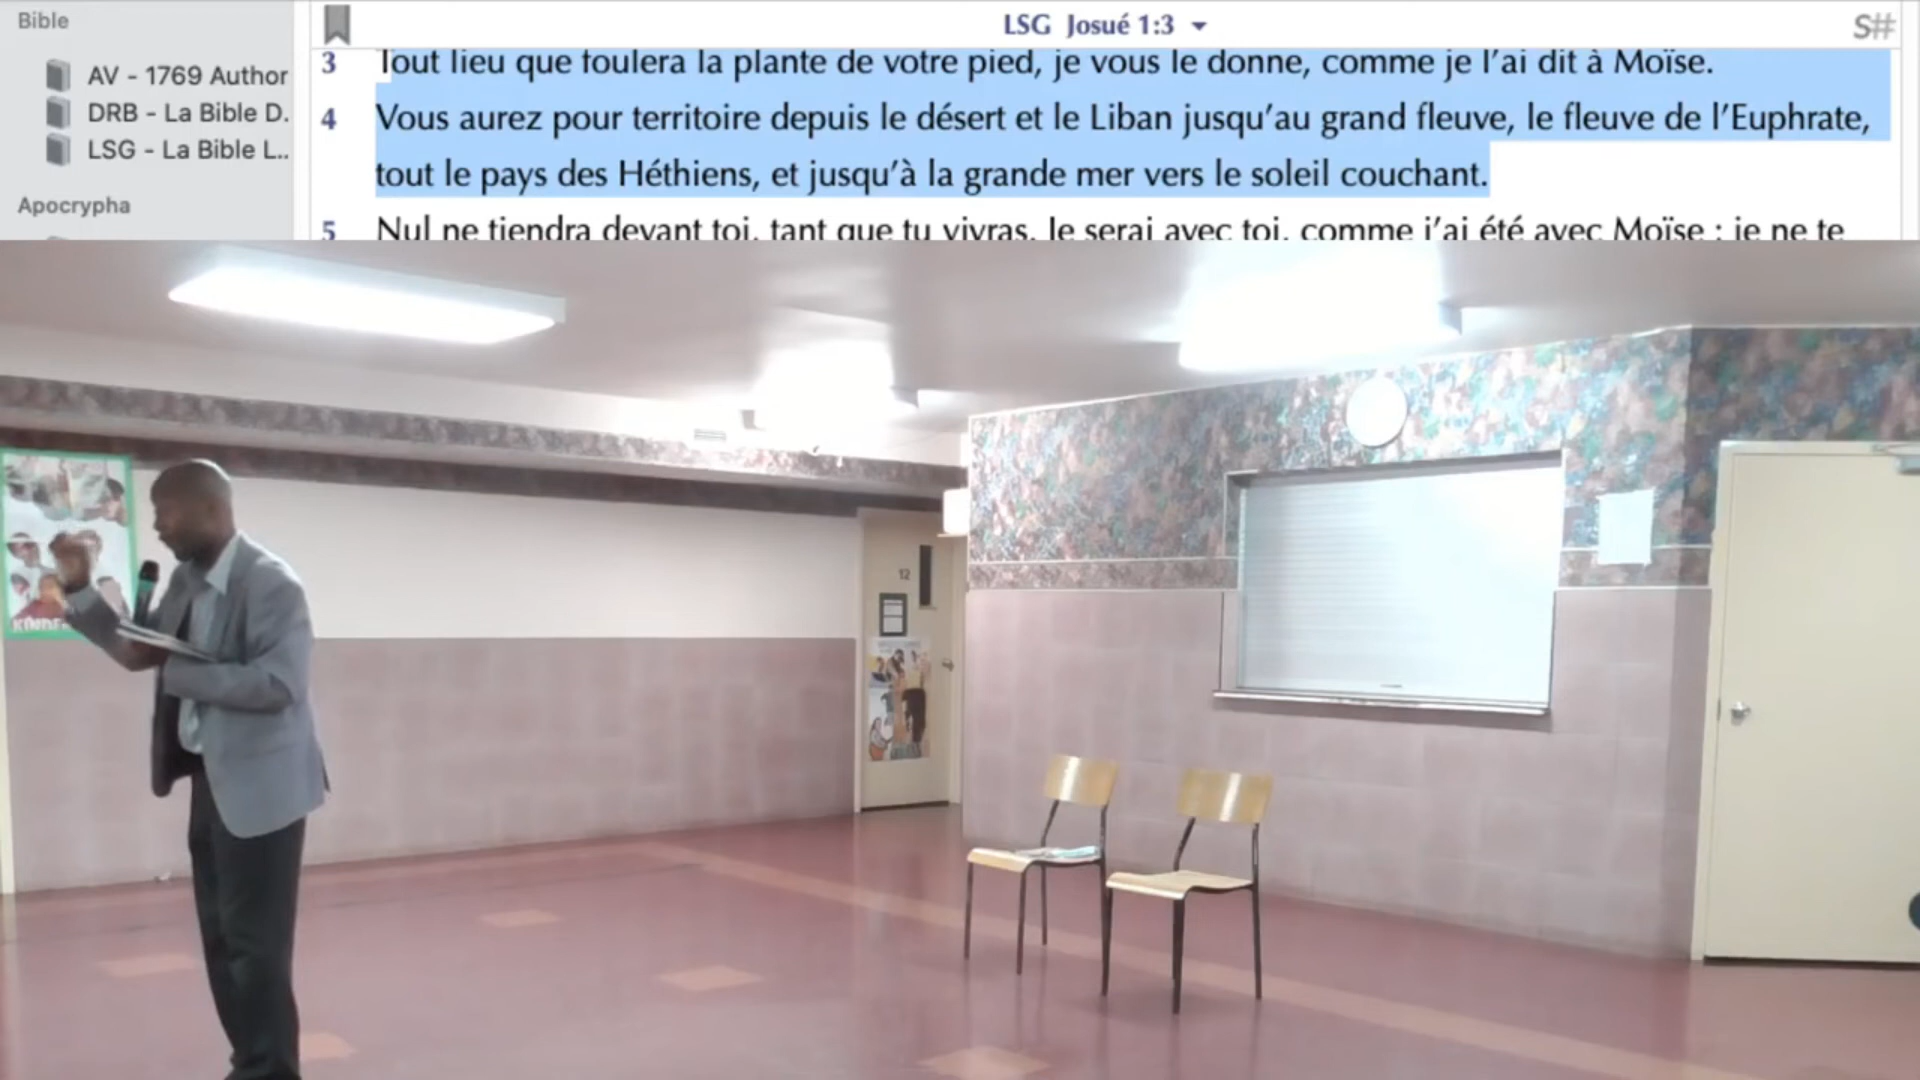 Bible
AV - 1769 Author
DRB - La Bible D.
LSG - La Bible L..
Apocrypha
LSG Josué 1:3
S#
3 Tout lieu que foulera la plante de votre pied, je vous le donne, comme je l’ai dit à Moïse.
4 Vous aurez pour territoire depuis le désert et le Liban jusqu’au grand fleuve, le fleuve de l’Euphrate,
tout le pays des Héthiens, et jusqu’à la grande mer vers le soleil couchant.
5 Nul ne tiendra devant toi, tant que tu vivras. Je serai avec toi, comme j’ai été avec Moïse ; je ne te
12